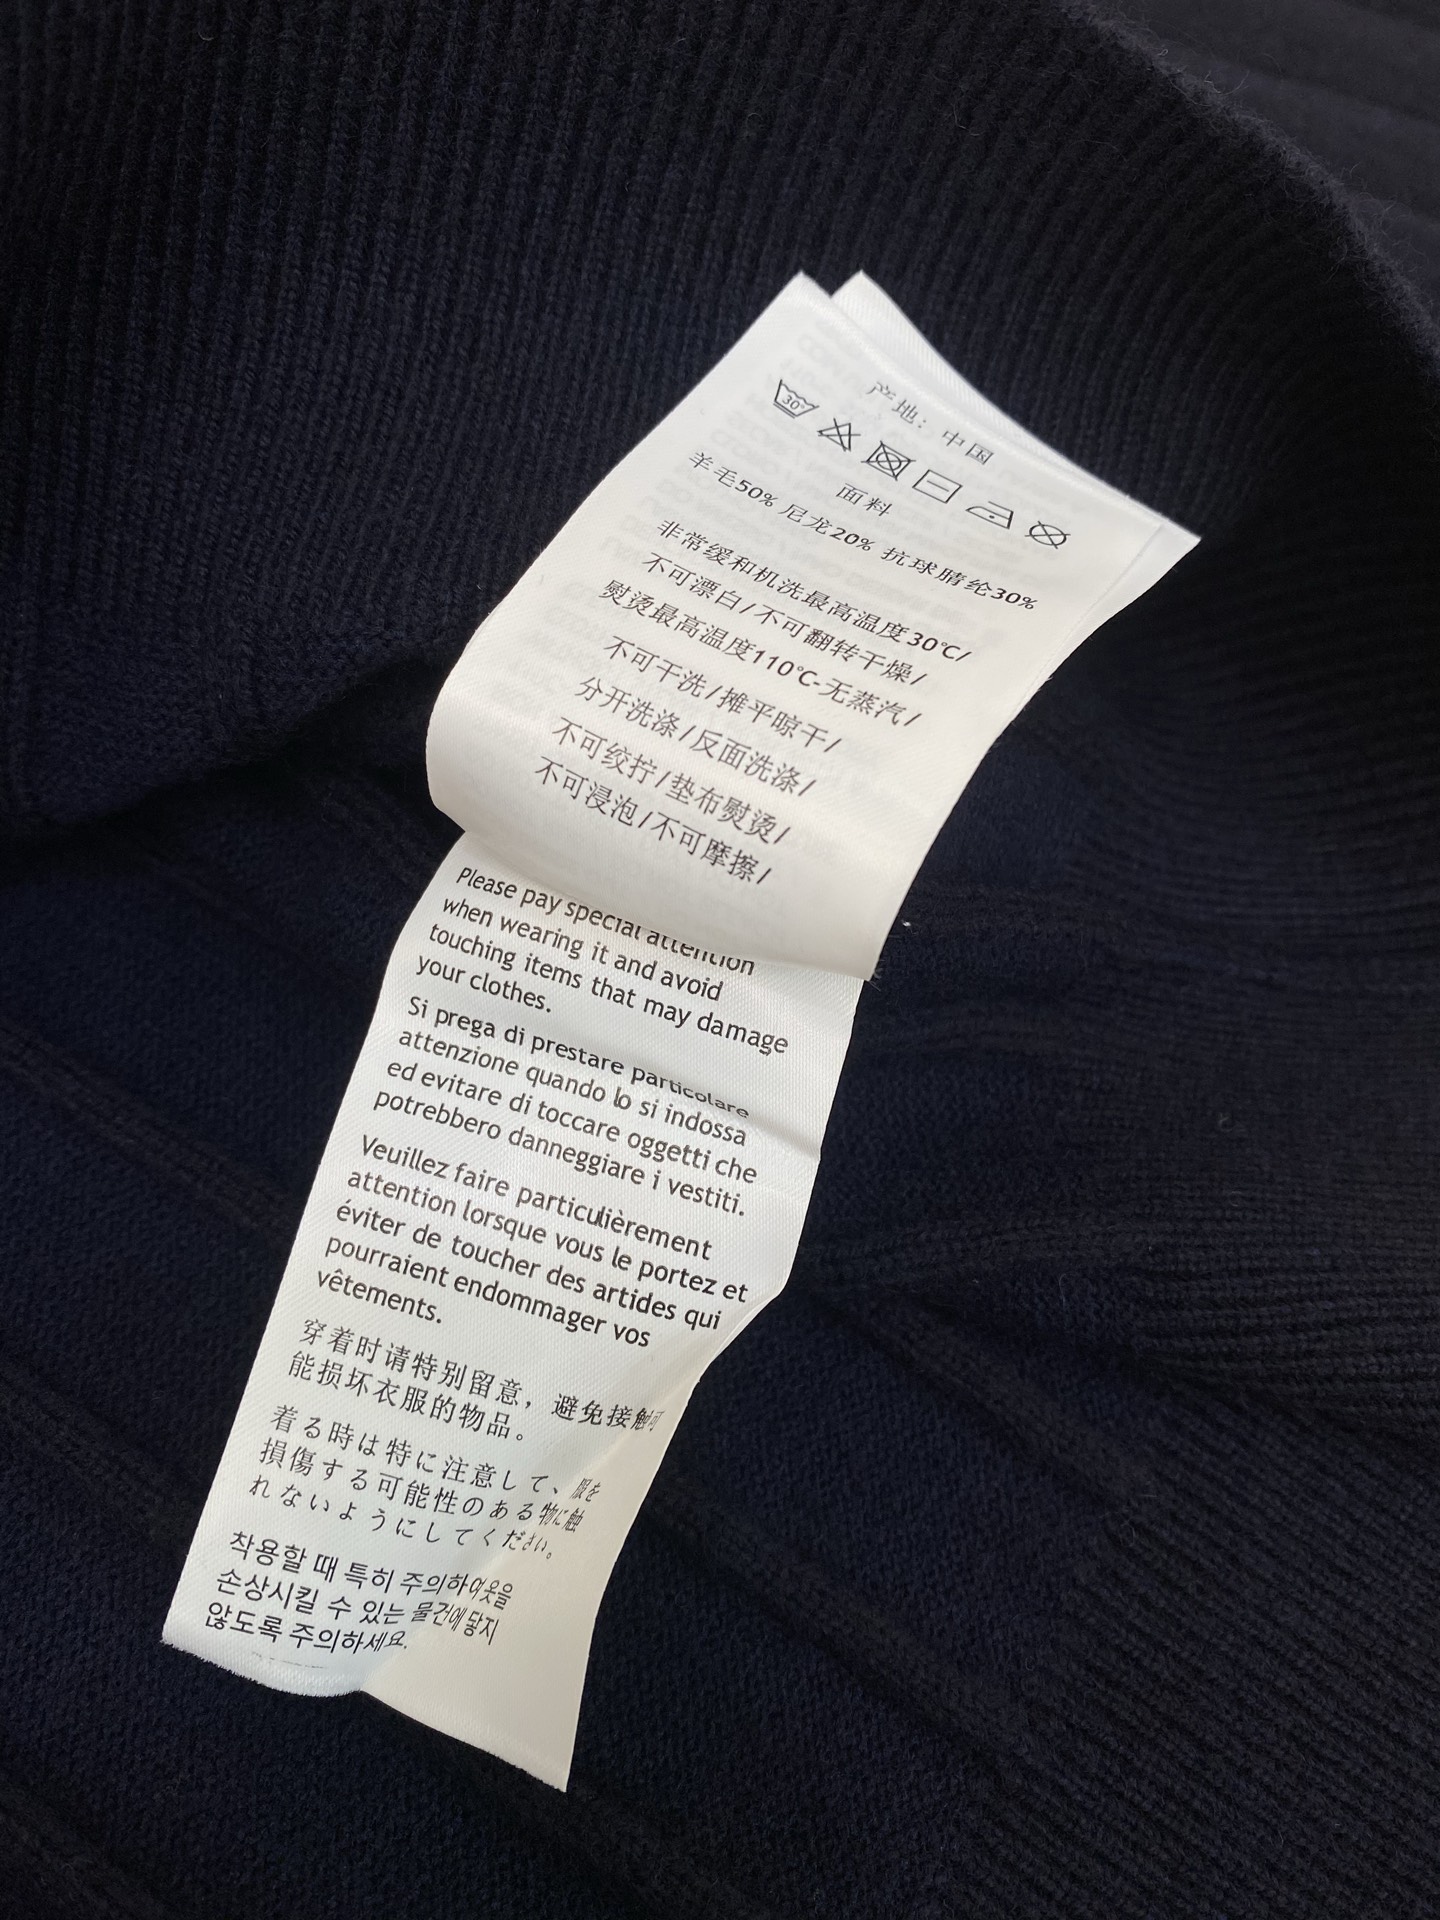 产地：中国
30°
面料
羊毛50% 尼龙20% 抗球腈纶30%
非常缓和机洗最高温度30℃/
不可漂白/不可翻转干燥/
熨烫最高温度110℃-无蒸汽/
不可干洗/摊平晾干/
分开洗涤/反面洗涤/
不可绞拧/垫布熨烫/
不可浸泡/不可摩擦/
Please pay special attention
when wearing it and avoid
touching items that may damage
your clothes.
Si prega di prestare particolare
attenzione quando lo si indossa
ed evitare di toccare oggetti che
potrebbero danneggiare i vestiti.
Veuillez faire particulièrement
attention lorsque vous le portez et
éviter de toucher des artides qui
pourraient endommager vos
vêtements.
穿着时请特别留意，避免接触可
能损坏衣服的物品。
着る時は特に注意して、服を
損傷する可能性のある物に触
れないようにしてください。
착용할 때 특히 주의하여옷을
손상시킬 수 있는 물건에 닿지
않도록 주의하세요.